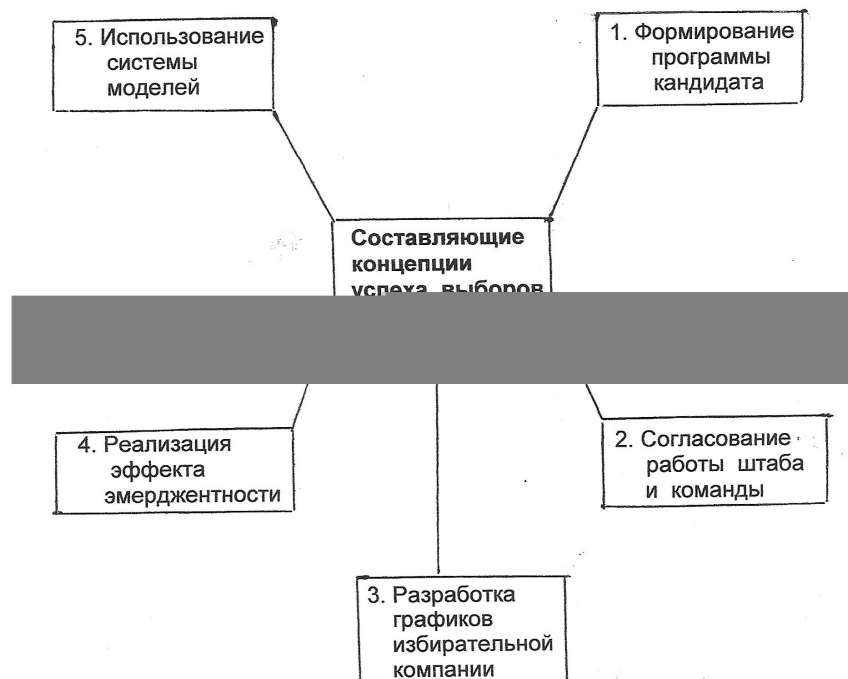 5. Использование
системы
моделей
1. Формирование
программы
кандидата
Составляющие
концепции
успеха выборов
4. Реализация
эффекта
эмерджентности
2. Согласование
работы штаба
и команды
3. Разработка
графиков
избирательной
компании